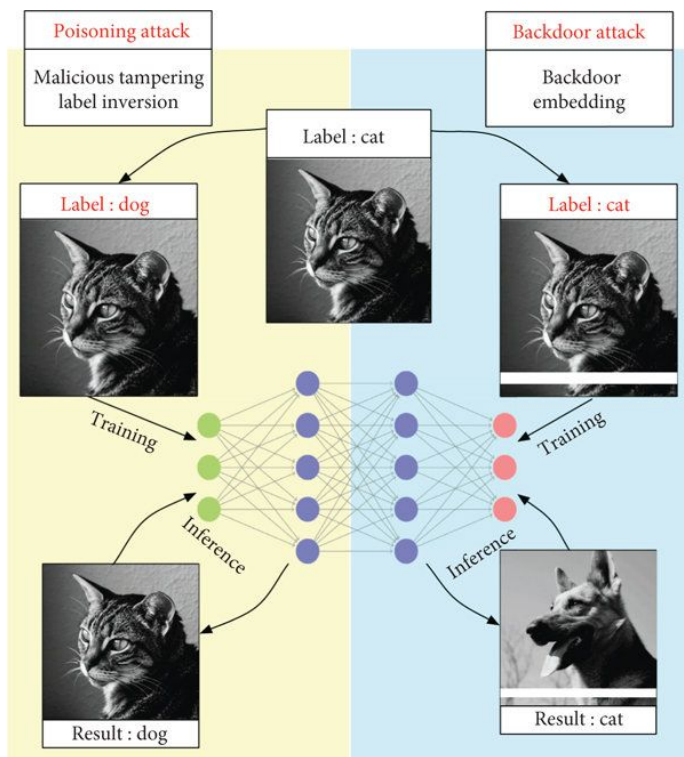 Poisoning attack
Malicious tampering
label inversion
Backdoor attack
Backdoor
embedding
Label : cat
Label : dog
Label : cat
Training
Training
Inference
Inference
Result : dog
Result : cat